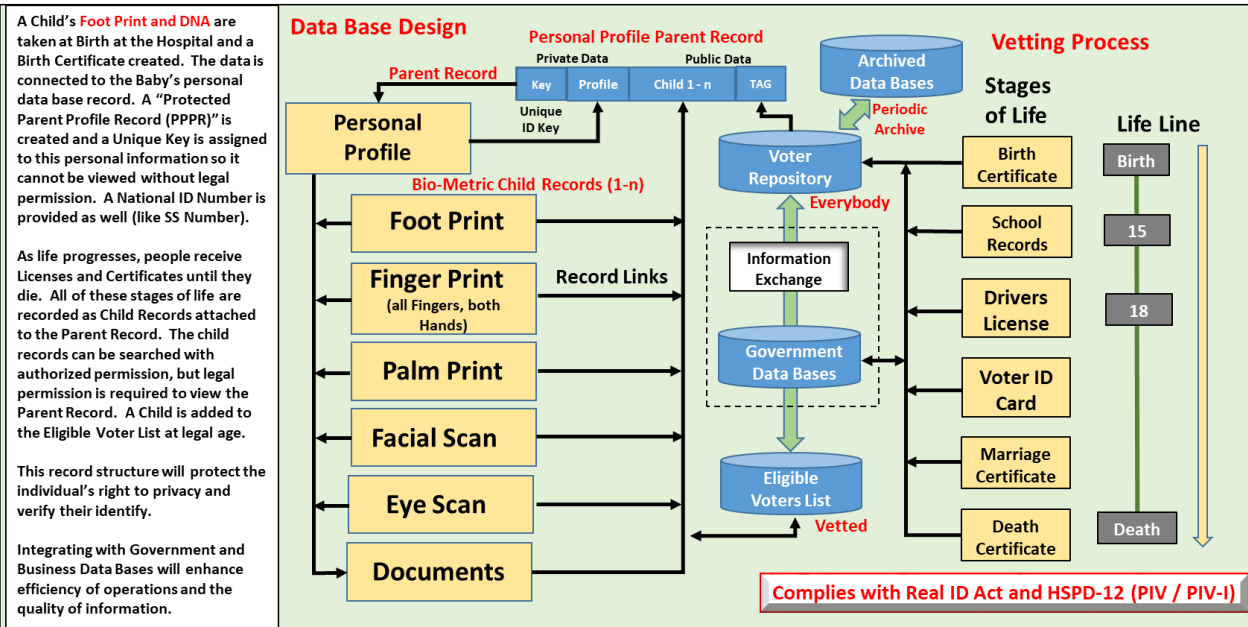 A Child's Foot Print and DNA are
taken at Birth at the Hospital and a
Birth Certificate created. The data is
connected to the Baby's personal
data base record. A "Protected
Parent Profile Record (PPPR)" is
created and a Unique Key is assigned
to this personal information so it
cannot be viewed without legal
permission. A National ID Number is
provided as well (like SS Number).
As life progresses, people receive
Licenses and Certificates until they
die. All of these stages of life are
recorded as Child Records attached
to the Parent Record. The child
records can be searched with
authorized permission, but legal
permission is required to view the
Parent Record. A Child is added to
the Eligible Voter List at legal age.
This record structure will protect the
individual's right to privacy and
verify their identify.
Integrating with Government and
Business Data Bases will enhance
efficiency of operations and the
quality of information.
Data Base Design
Personal Profile Parent Record
Private Data
Public Data
Parent Record
Key
Profile
Child 1 - n
TAG
Unique
ID Key
Personal
Profile
Bio-Metric Child Records (1-n)
Foot Print
Finger Print
(all Fingers, both
Hands)
Record Links
Palm Print
Facial Scan
Eye Scan
Documents
Archived
Data Bases
Periodic
Archive
Voter
Repository
Everybody
Information
Exchange
Government
Data Bases
Eligible
Voters List
Vetted
Vetting Process
Stages
of Life
Birth
Certificate
School
Records
Drivers
License
Voter ID
Card
Marriage
Certificate
Death
Certificate
Life Line
Birth
15
18
Death
Complies with Real ID Act and HSPD-12 (PIV / PIV-I)